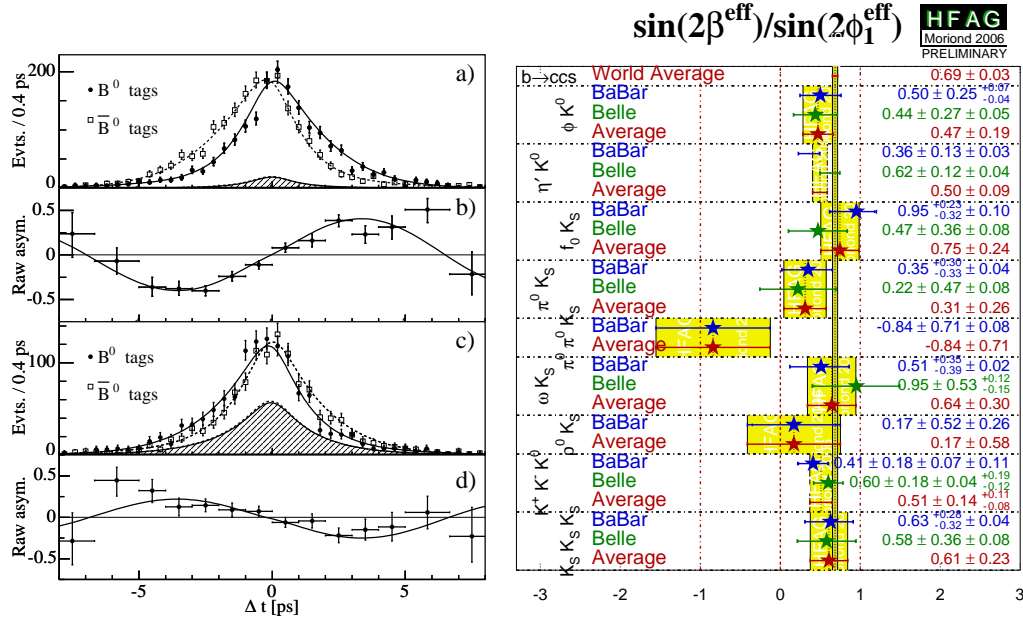 a)
B⁰ tags
B̅⁰ tags
Evts. / 0.4 ps
200
100
0
b)
Raw asym.
0.5
0
-0.5
c)
B⁰ tags
B̅⁰ tags
Evts. / 0.4 ps
120
60
0
d)
Raw asym.
0.5
0
-0.5
-5 0 5
Δ t [ps]
sin(2βᵉᶠᶠ)/sin(2φ₁ᵉᶠᶠ)
HFAG
Moriond 2006
PRELIMINARY
b→ccs World Average 0.69 ± 0.03
φ K⁰
BaBar 0.50 ± 0.25 +0.07 -0.04
Belle 0.44 ± 0.27 ± 0.05
Average 0.47 ± 0.19
η′ K⁰
BaBar 0.36 ± 0.13 ± 0.03
Belle 0.62 ± 0.12 ± 0.04
Average 0.50 ± 0.09
f₀ K_S
BaBar 0.95 +0.23 -0.32 ± 0.10
Belle 0.47 ± 0.36 ± 0.08
Average 0.75 ± 0.24
π⁰ K_S
BaBar 0.35 +0.30 -0.33 ± 0.04
Belle 0.22 ± 0.47 ± 0.08
Average 0.31 ± 0.26
π⁰ π⁰ K_S
BaBar -0.84 ± 0.71 ± 0.08
Average -0.84 ± 0.71
ω K_S
BaBar 0.51 +0.35 -0.39 ± 0.02
Belle 0.95 ± 0.53 +0.12 -0.15
Average 0.64 ± 0.30
ρ⁰ K_S
BaBar 0.17 ± 0.52 ± 0.26
Average 0.17 ± 0.58
K⁺ K⁻ K⁰
BaBar 0.41 ± 0.18 ± 0.07 ± 0.11
Belle 0.60 ± 0.18 ± 0.04 +0.19 -0.12
Average 0.51 ± 0.14 +0.11 -0.08
K_S K_S K_S
BaBar 0.63 +0.28 -0.32 ± 0.04
Belle 0.58 ± 0.36 ± 0.08
Average 0.61 ± 0.23
-3 -2 -1 0 1 2 3